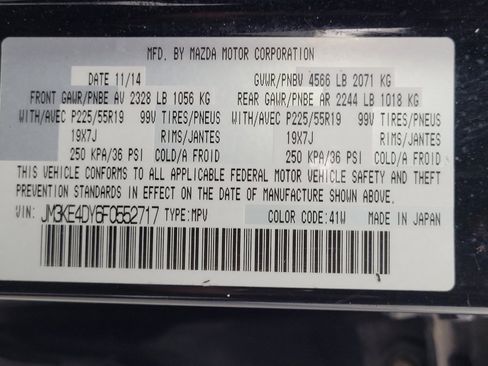 MFD. BY MAZDA MOTOR CORPORATION
DATE 11/14 GVWR/PNBV 4566 LB 2071 KG
FRONT GAWR/PNBE AV 2328 LB 1056 KG REAR GAWR/PNBE AR 2244 LB 1018 KG
WITH/AVEC P225/55R19 99V TIRES/PNEUS WITH/AVEC P225/55R19 99V TIRES/PNEUS
19X7J RIMS/JANTES 19X7J RIMS/JANTES
250 KPA/36 PSI COLD/A FROID 250 KPA/36 PSI COLD/A FROID
THIS VEHICLE CONFORMS TO ALL APPLICABLE FEDERAL MOTOR VEHICLE SAFETY AND THEFT
PREVENTION STANDARDS IN EFFECT ON THE DATE OF MANUFACTURE SHOWN ABOVE.
VIN: JM3KE4DY6F0552717 TYPE:MPV COLOR CODE:41W MADE IN JAPAN